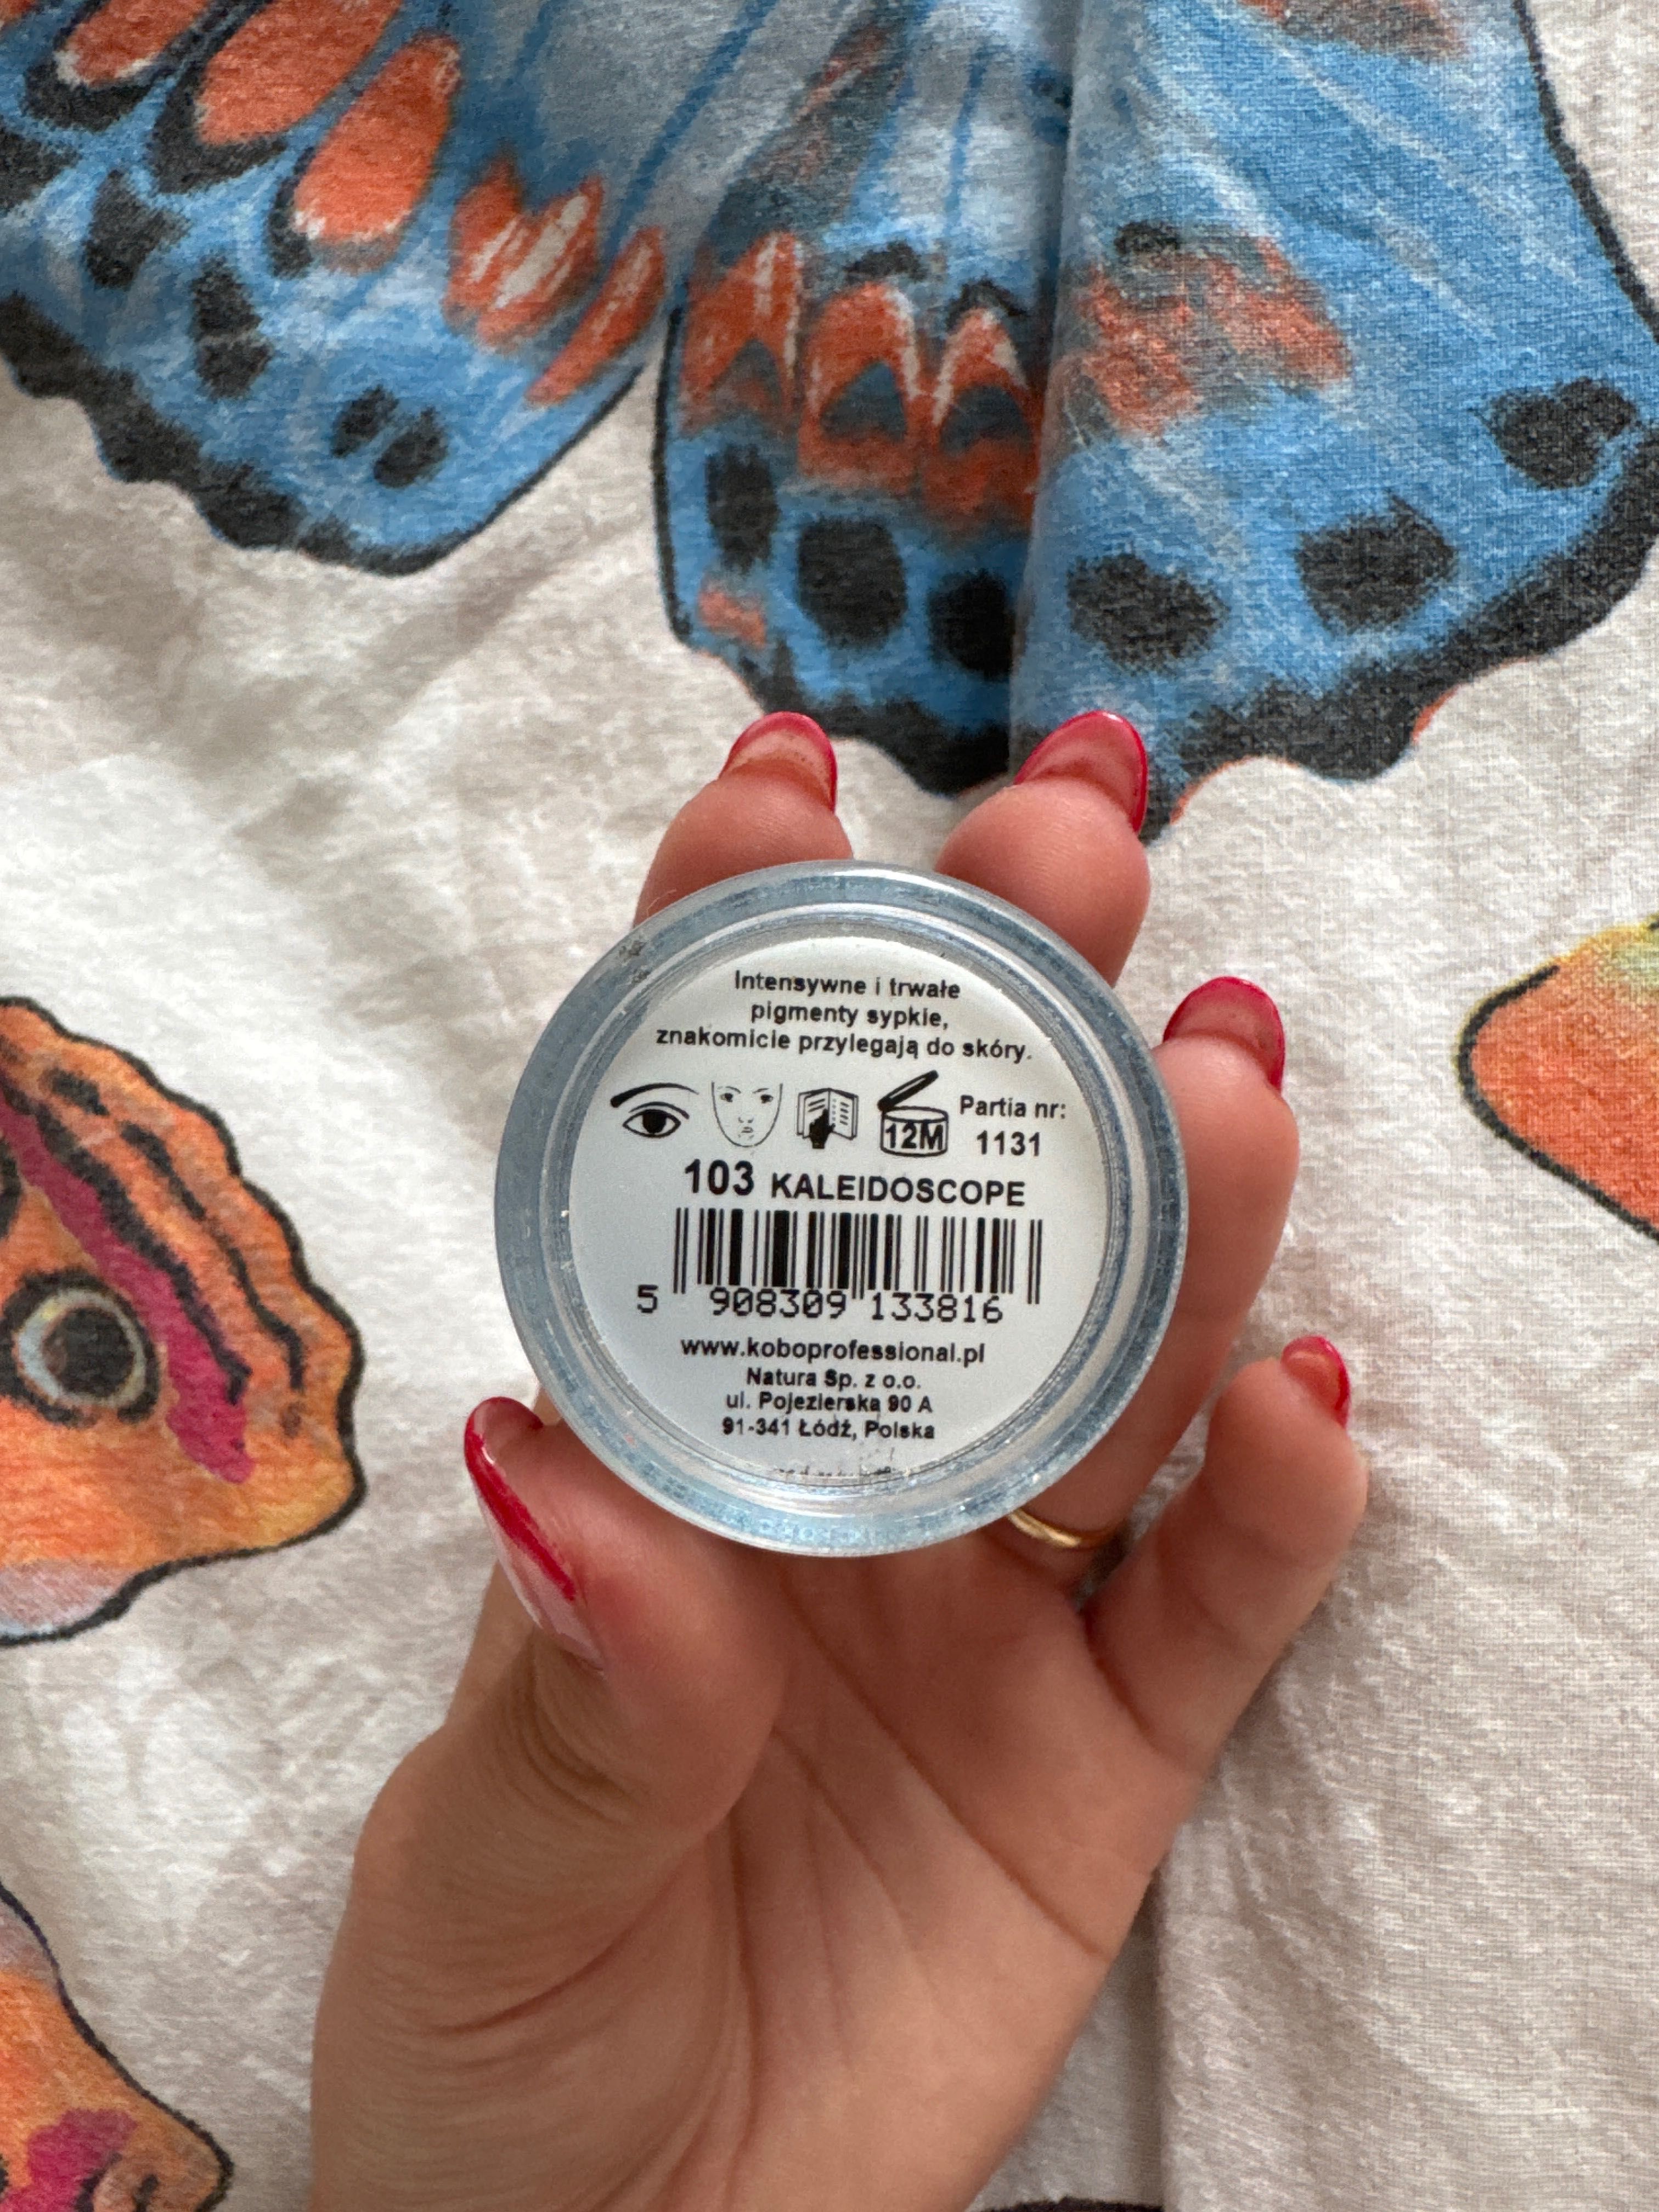 Intensywne i trwałe
pigmenty sypkie,
znakomicie przylegają do skóry.
12M
Partia nr:
1131
103 KALEIDOSCOPE
5 908309 133816
www.koboprofessional.pl
Natura Sp. z o.o.
ul. Pojezierska 90 A
91-341 Łódź, Polska